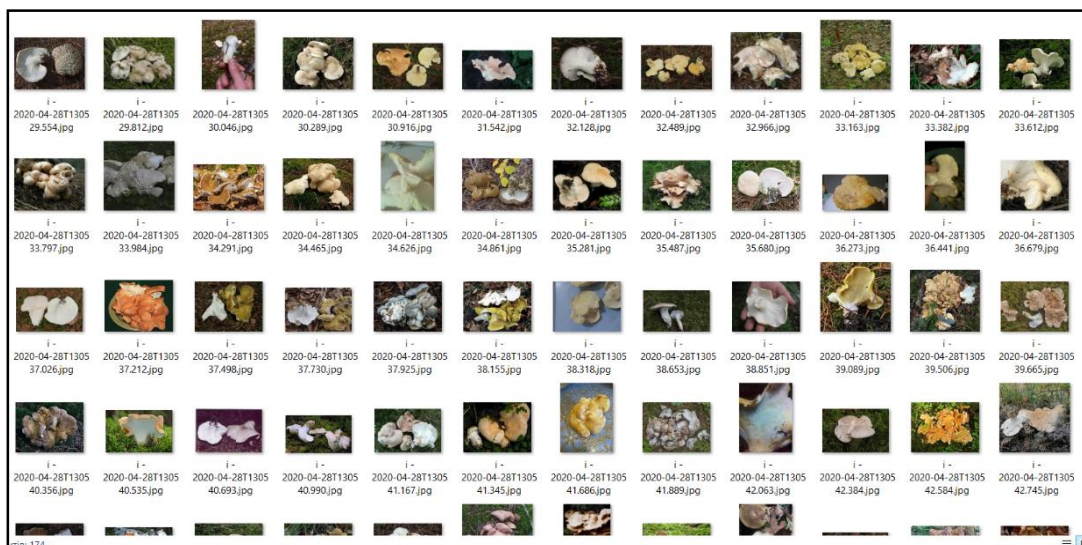 i - i - i - i - i - i - i - i - i - i - i - i -
2020-04-28T1305 2020-04-28T1305 2020-04-28T1305 2020-04-28T1305 2020-04-28T1305 2020-04-28T1305 2020-04-28T1305 2020-04-28T1305 2020-04-28T1305 2020-04-28T1305 2020-04-28T1305 2020-04-28T1305
29.554.jpg 29.812.jpg 30.046.jpg 30.289.jpg 30.916.jpg 31.542.jpg 32.128.jpg 32.489.jpg 32.966.jpg 33.163.jpg 33.382.jpg 33.612.jpg
i - i - i - i - i - i - i - i - i - i - i - i -
2020-04-28T1305 2020-04-28T1305 2020-04-28T1305 2020-04-28T1305 2020-04-28T1305 2020-04-28T1305 2020-04-28T1305 2020-04-28T1305 2020-04-28T1305 2020-04-28T1305 2020-04-28T1305 2020-04-28T1305
33.797.jpg 33.984.jpg 34.291.jpg 34.465.jpg 34.626.jpg 34.861.jpg 35.281.jpg 35.487.jpg 35.680.jpg 36.273.jpg 36.441.jpg 36.679.jpg
i - i - i - i - i - i - i - i - i - i - i - i -
2020-04-28T1305 2020-04-28T1305 2020-04-28T1305 2020-04-28T1305 2020-04-28T1305 2020-04-28T1305 2020-04-28T1305 2020-04-28T1305 2020-04-28T1305 2020-04-28T1305 2020-04-28T1305 2020-04-28T1305
37.026.jpg 37.212.jpg 37.498.jpg 37.730.jpg 37.925.jpg 38.155.jpg 38.318.jpg 38.653.jpg 38.851.jpg 39.089.jpg 39.506.jpg 39.665.jpg
i - i - i - i - i - i - i - i - i - i - i - i -
2020-04-28T1305 2020-04-28T1305 2020-04-28T1305 2020-04-28T1305 2020-04-28T1305 2020-04-28T1305 2020-04-28T1305 2020-04-28T1305 2020-04-28T1305 2020-04-28T1305 2020-04-28T1305 2020-04-28T1305
40.356.jpg 40.535.jpg 40.693.jpg 40.990.jpg 41.167.jpg 41.345.jpg 41.686.jpg 41.889.jpg 42.063.jpg 42.384.jpg 42.584.jpg 42.745.jpg
174